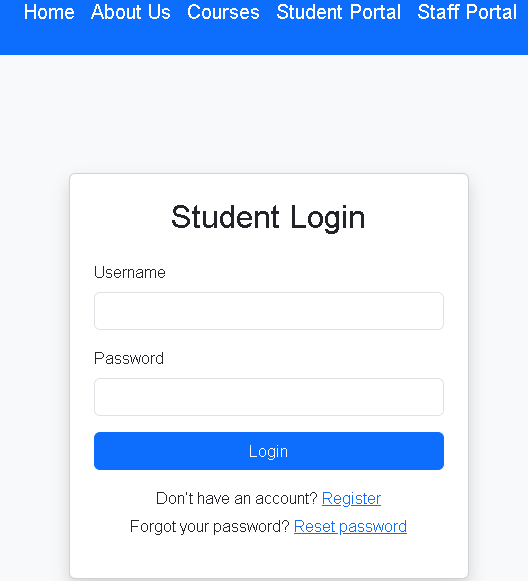 Home About Us Courses Student Portal Staff Portal
Student Login
Username
Password
Login
Don't have an account? Register
Forgot your password? Reset password